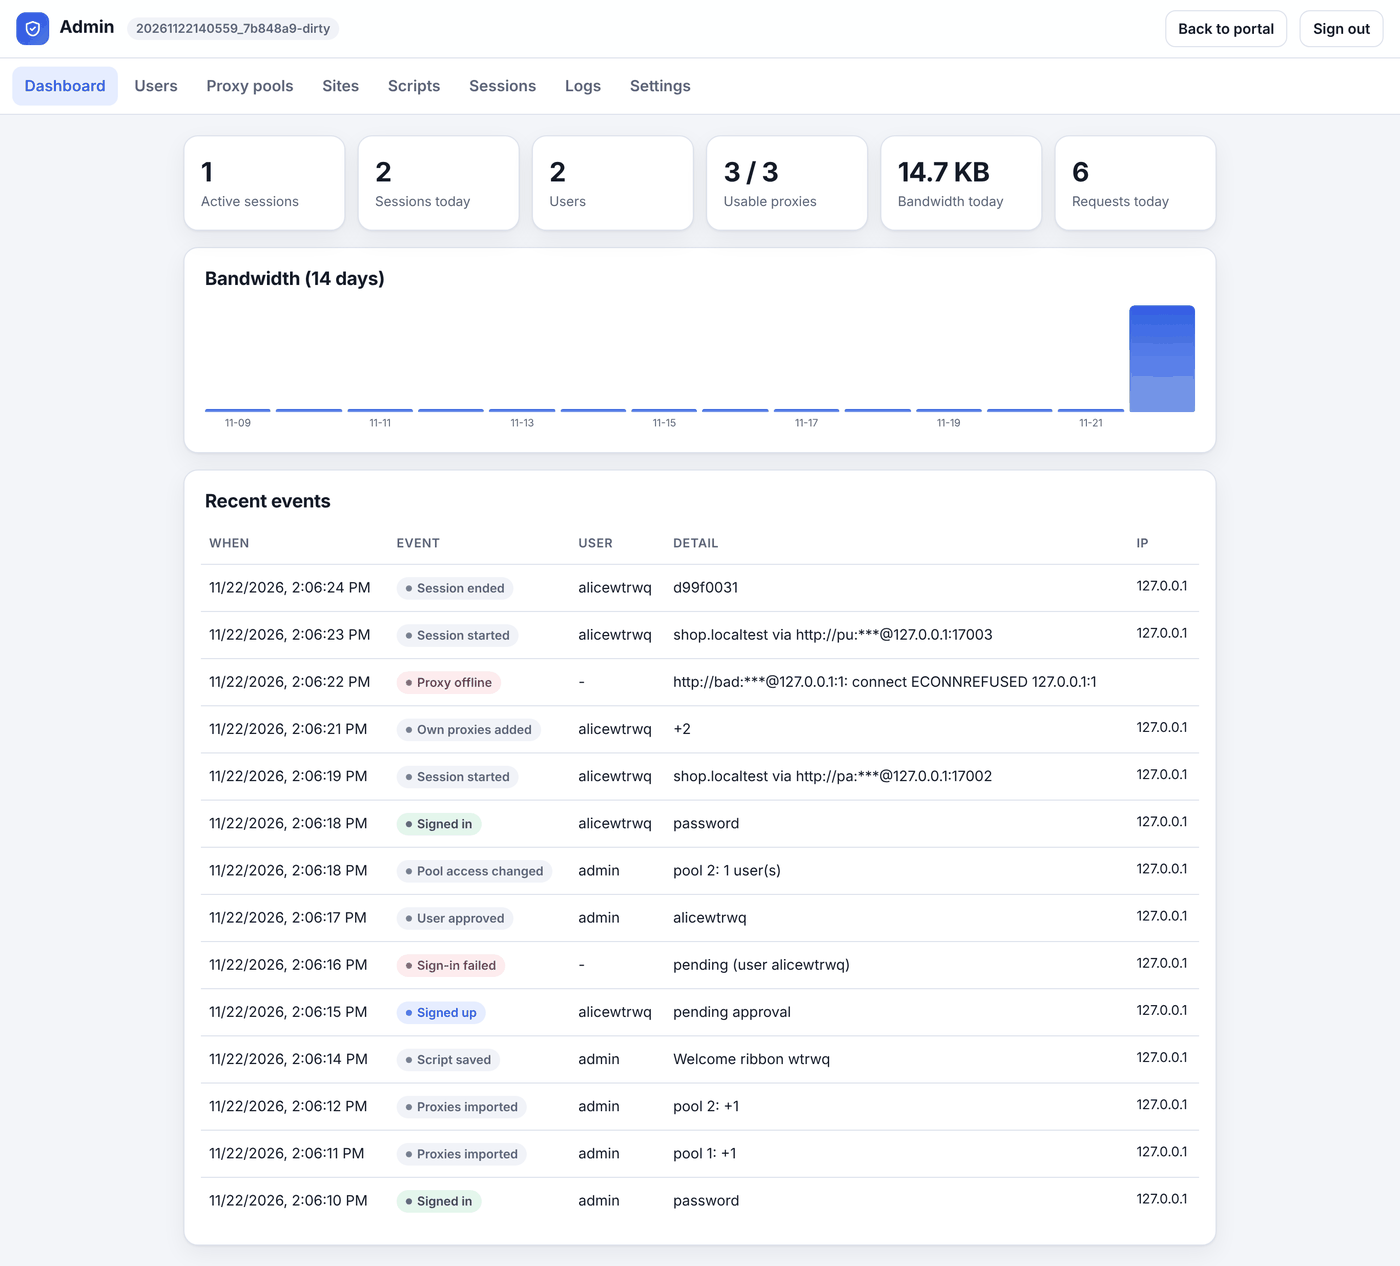 Admin 20261122140559_7b848a9-dirty Back to portal Sign out
Dashboard Users Proxy pools Sites Scripts Sessions Logs Settings
1 2 2 3 / 3 14.7 KB 6
Active sessions Sessions today Users Usable proxies Bandwidth today Requests today
Bandwidth (14 days)
11-09 11-11 11-13 11-15 11-17 11-19 11-21
Recent events
WHEN EVENT USER DETAIL IP
11/22/2026, 2:06:24 PM Session ended alicewtrwq d99f0031 127.0.0.1
11/22/2026, 2:06:23 PM Session started alicewtrwq shop.localtest via http://pu:***@127.0.0.1:17003 127.0.0.1
11/22/2026, 2:06:22 PM Proxy offline - http://bad:***@127.0.0.1:1: connect ECONNREFUSED 127.0.0.1:1
11/22/2026, 2:06:21 PM Own proxies added alicewtrwq +2 127.0.0.1
11/22/2026, 2:06:19 PM Session started alicewtrwq shop.localtest via http://pa:***@127.0.0.1:17002 127.0.0.1
11/22/2026, 2:06:18 PM Signed in alicewtrwq password 127.0.0.1
11/22/2026, 2:06:18 PM Pool access changed admin pool 2: 1 user(s) 127.0.0.1
11/22/2026, 2:06:17 PM User approved admin alicewtrwq 127.0.0.1
11/22/2026, 2:06:16 PM Sign-in failed - pending (user alicewtrwq) 127.0.0.1
11/22/2026, 2:06:15 PM Signed up alicewtrwq pending approval 127.0.0.1
11/22/2026, 2:06:14 PM Script saved admin Welcome ribbon wtrwq 127.0.0.1
11/22/2026, 2:06:12 PM Proxies imported admin pool 2: +1 127.0.0.1
11/22/2026, 2:06:11 PM Proxies imported admin pool 1: +1 127.0.0.1
11/22/2026, 2:06:10 PM Signed in admin password 127.0.0.1